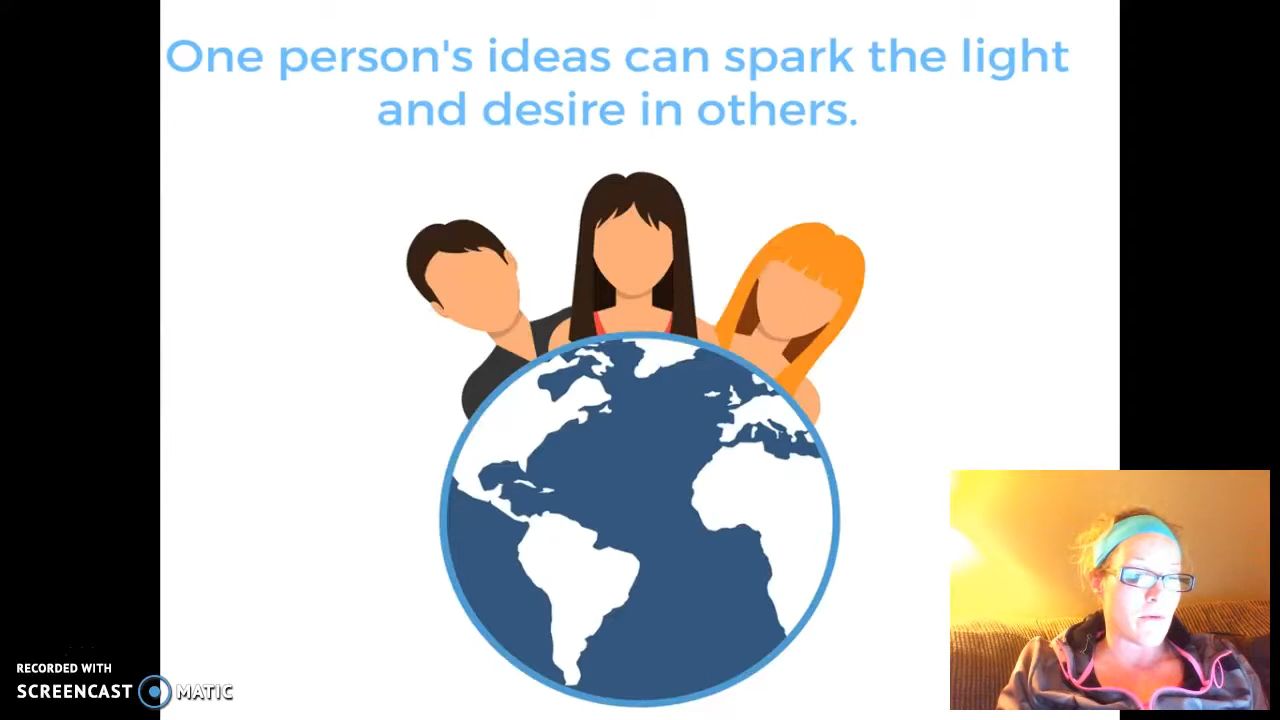 One person's ideas can spark the light
and desire in others.
RECORDED WITH
SCREENCAST MATIC